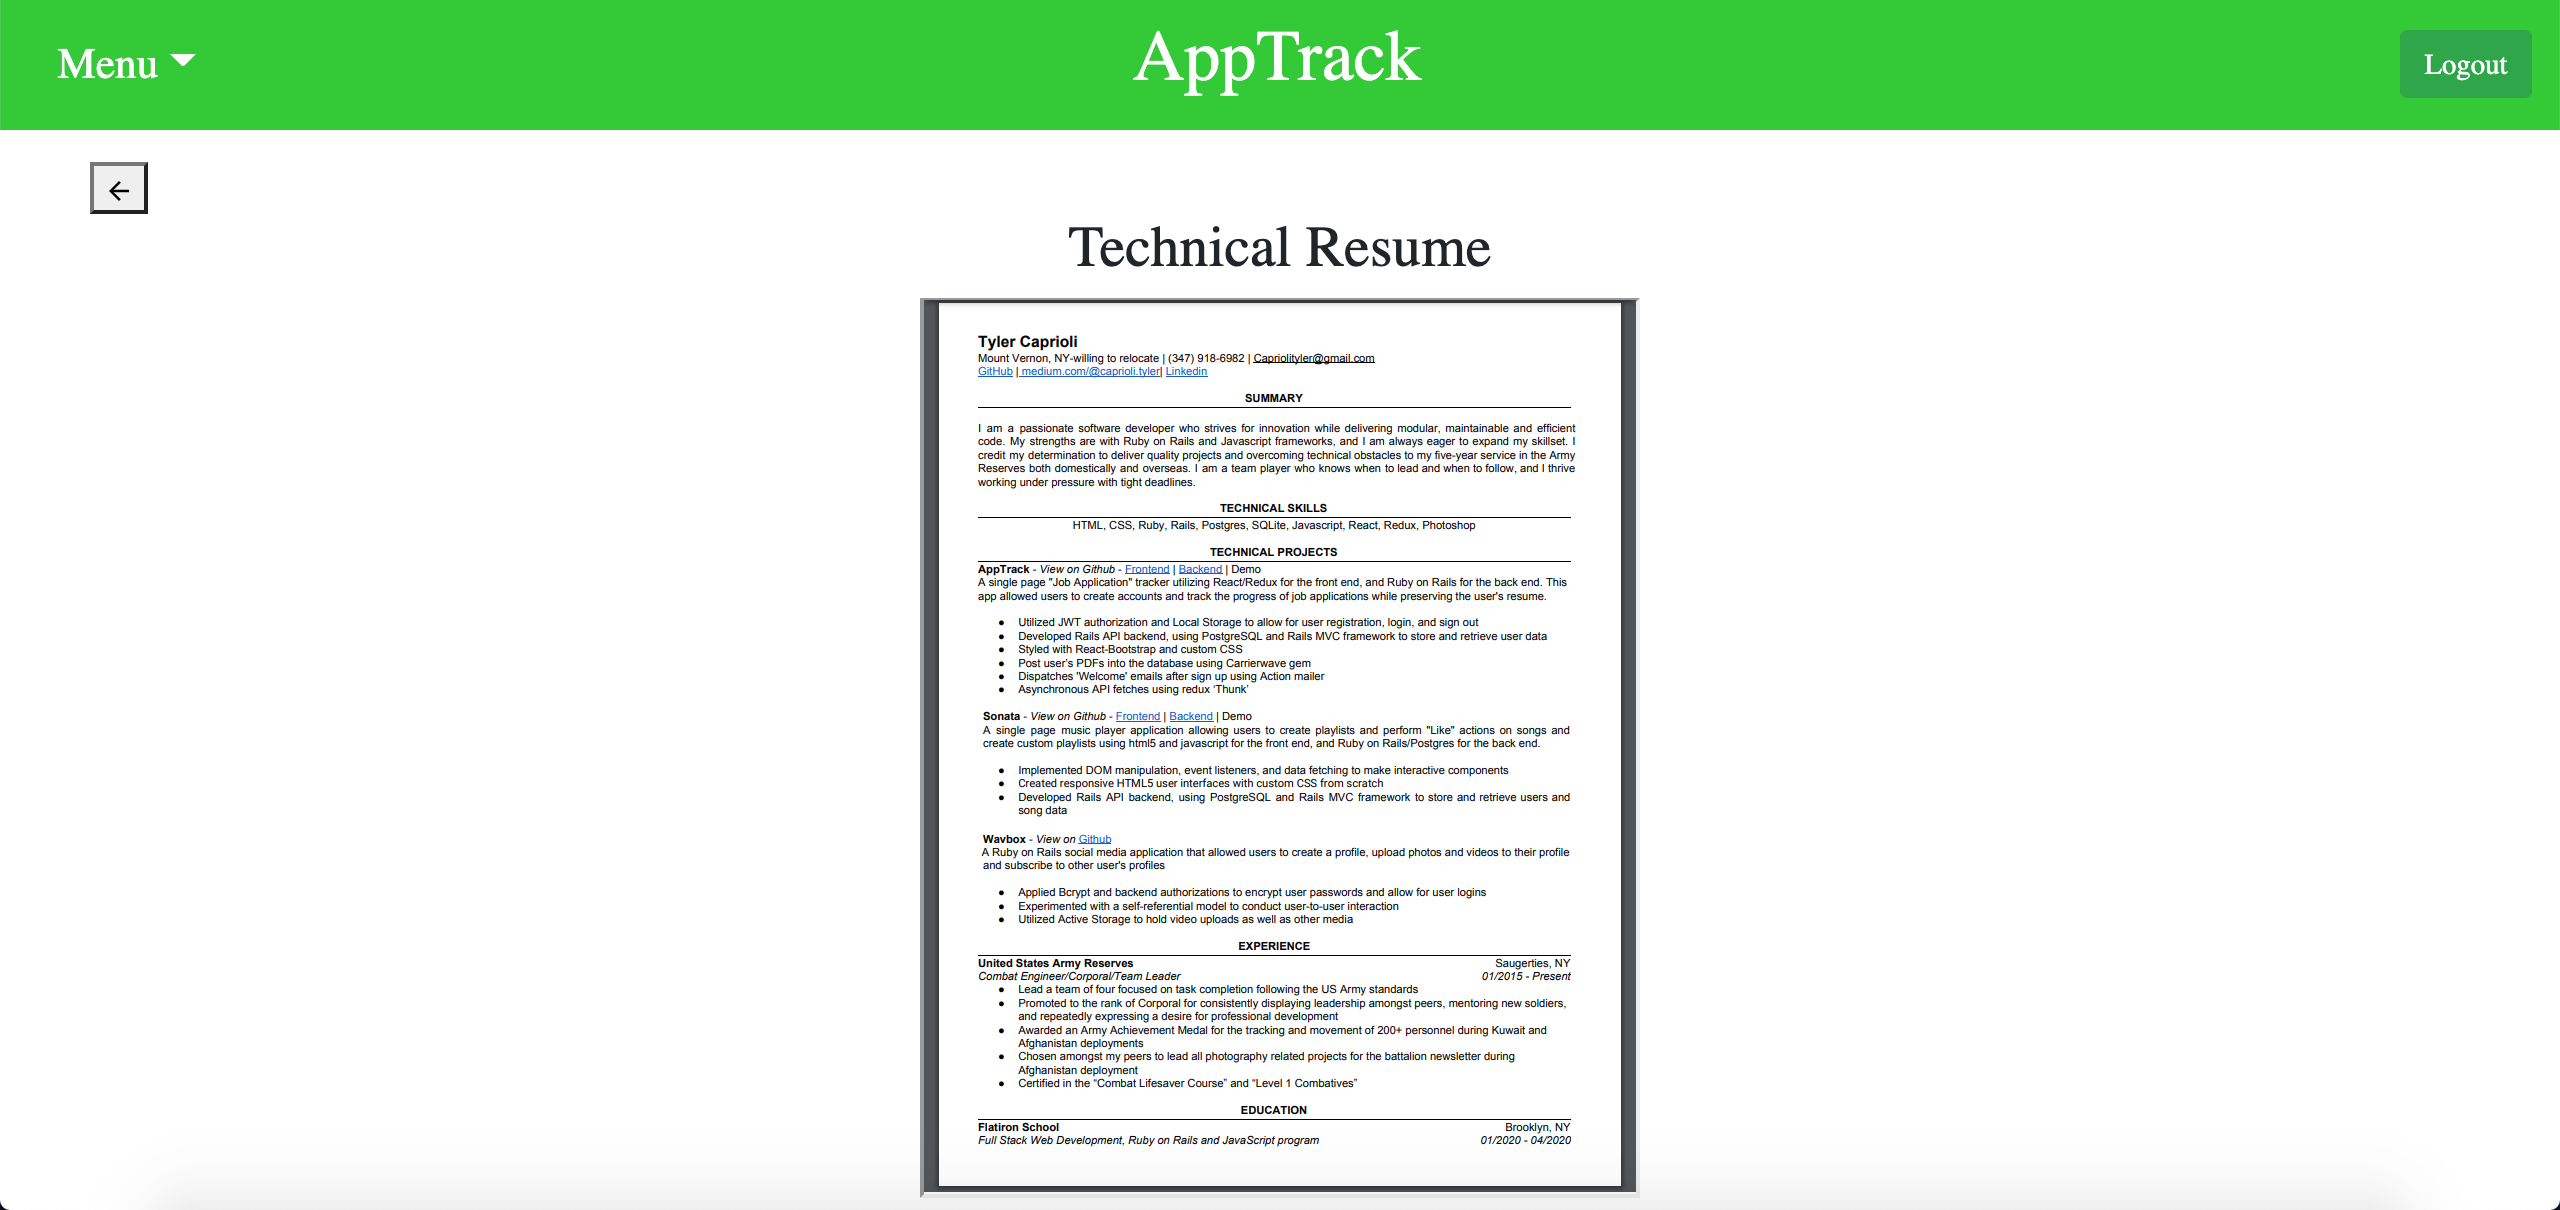 Menu
AppTrack
Logout
Technical Resume
Tyler Caprioli
Mount Vernon, NY-willing to relocate | (347) 918-6982 | Capriolityler@gmail.com
GitHub | medium.com/@caprioli.tyler| Linkedin
SUMMARY
I am a passionate software developer who strives for innovation while delivering modular, maintainable and efficient
code. My strengths are with Ruby on Rails and Javascript frameworks, and I am always eager to expand my skillset. I
credit my determination to deliver quality projects and overcoming technical obstacles to my five-year service in the Army
Reserves both domestically and overseas. I am a team player who knows when to lead and when to follow, and I thrive
working under pressure with tight deadlines.
TECHNICAL SKILLS
HTML, CSS, Ruby, Rails, Postgres, SQLite, Javascript, React, Redux, Photoshop
TECHNICAL PROJECTS
AppTrack - View on Github - Frontend | Backend | Demo
A single page "Job Application" tracker utilizing React/Redux for the front end, and Ruby on Rails for the back end. This
app allowed users to create accounts and track the progress of job applications while preserving the user's resume.
● Utilized JWT authorization and Local Storage to allow for user registration, login, and sign out
● Developed Rails API backend, using PostgreSQL and Rails MVC framework to store and retrieve user data
● Styled with React-Bootstrap and custom CSS
● Post user's PDFs into the database using Carrierwave gem
● Dispatches 'Welcome' emails after sign up using Action mailer
● Asynchronous API fetches using redux 'Thunk'
Sonata - View on Github - Frontend | Backend | Demo
A single page music player application allowing users to create playlists and perform "Like" actions on songs and
create custom playlists using html5 and javascript for the front end, and Ruby on Rails/Postgres for the back end.
● Implemented DOM manipulation, event listeners, and data fetching to make interactive components
● Created responsive HTML5 user interfaces with custom CSS from scratch
● Developed Rails API backend, using PostgreSQL and Rails MVC framework to store and retrieve users and
song data
Wavbox - View on Github
A Ruby on Rails social media application that allowed users to create a profile, upload photos and videos to their profile
and subscribe to other user's profiles
● Applied Bcrypt and backend authorizations to encrypt user passwords and allow for user logins
● Experimented with a self-referential model to conduct user-to-user interaction
● Utilized Active Storage to hold video uploads as well as other media
EXPERIENCE
United States Army Reserves Saugerties, NY
Combat Engineer/Corporal/Team Leader 01/2015 - Present
● Lead a team of four focused on task completion following the US Army standards
● Promoted to the rank of Corporal for consistently displaying leadership amongst peers, mentoring new soldiers,
and repeatedly expressing a desire for professional development
● Awarded an Army Achievement Medal for the tracking and movement of 200+ personnel during Kuwait and
Afghanistan deployments
● Chosen amongst my peers to lead all photography related projects for the battalion newsletter during
Afghanistan deployment
● Certified in the "Combat Lifesaver Course" and "Level 1 Combatives"
EDUCATION
Flatiron School Brooklyn, NY
Full Stack Web Development, Ruby on Rails and JavaScript program 01/2020 - 04/2020